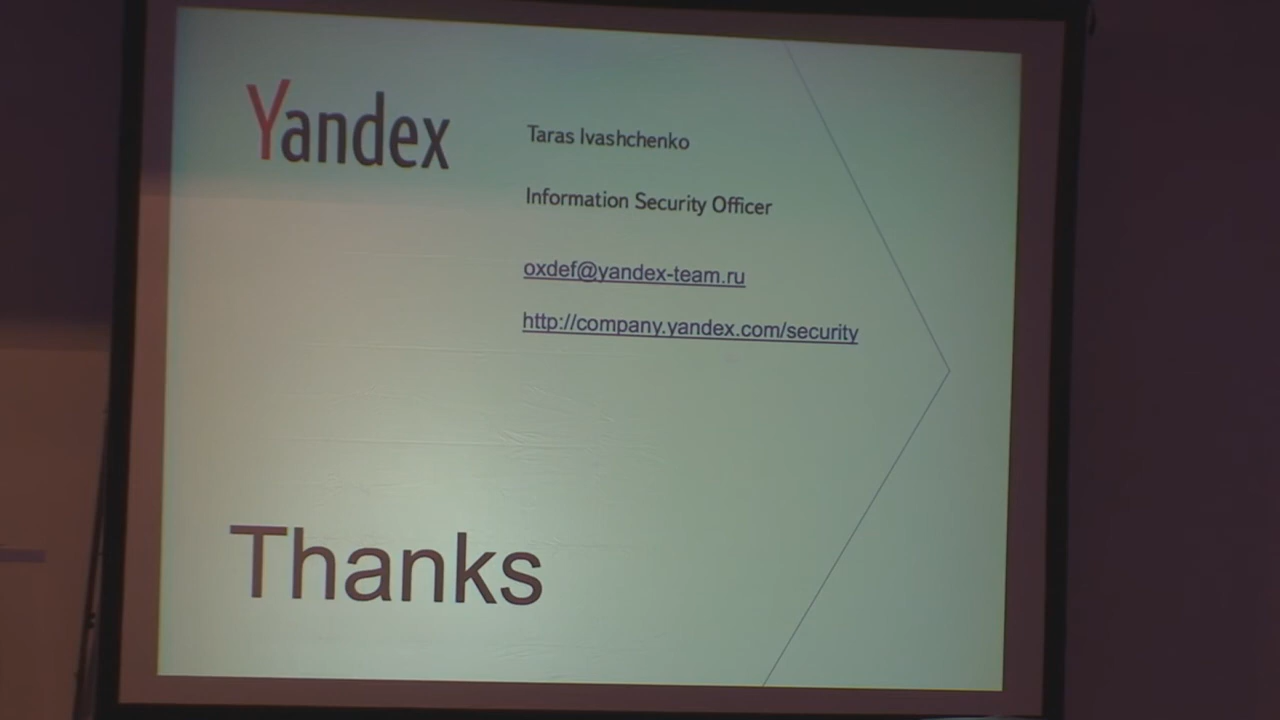 Yandex
Taras Ivashchenko
Information Security Officer
oxdef@yandex-team.ru
http://company.yandex.com/security
Thanks